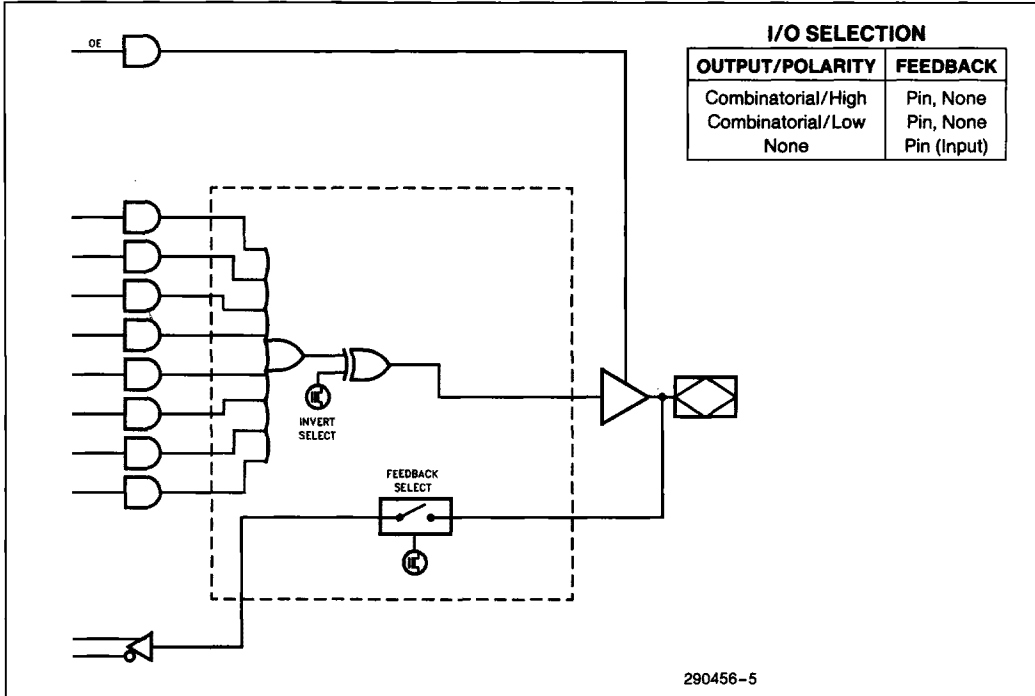 OE
I/O SELECTION
OUTPUT/POLARITY FEEDBACK
Combinatorial/High Pin, None
Combinatorial/Low Pin, None
None Pin (Input)
INVERT
SELECT
FEEDBACK
SELECT
290456-5